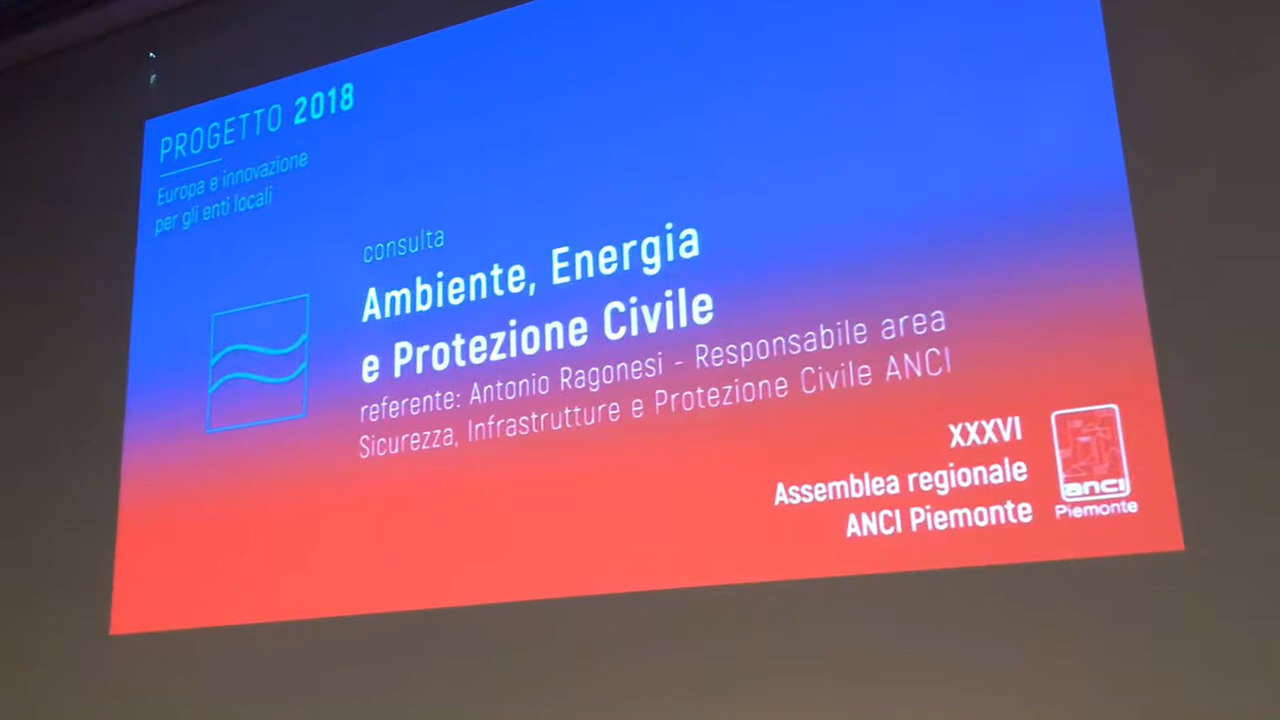 PROGETTO 2018
Europa e innovazione
per gli enti locali
consulta
Ambiente, Energia
e Protezione Civile
referente: Antonio Ragonesi - Responsabile area
Sicurezza, Infrastrutture e Protezione Civile ANCI
XXXVI
Assemblea regionale
ANCI Piemonte
anci
Piemonte